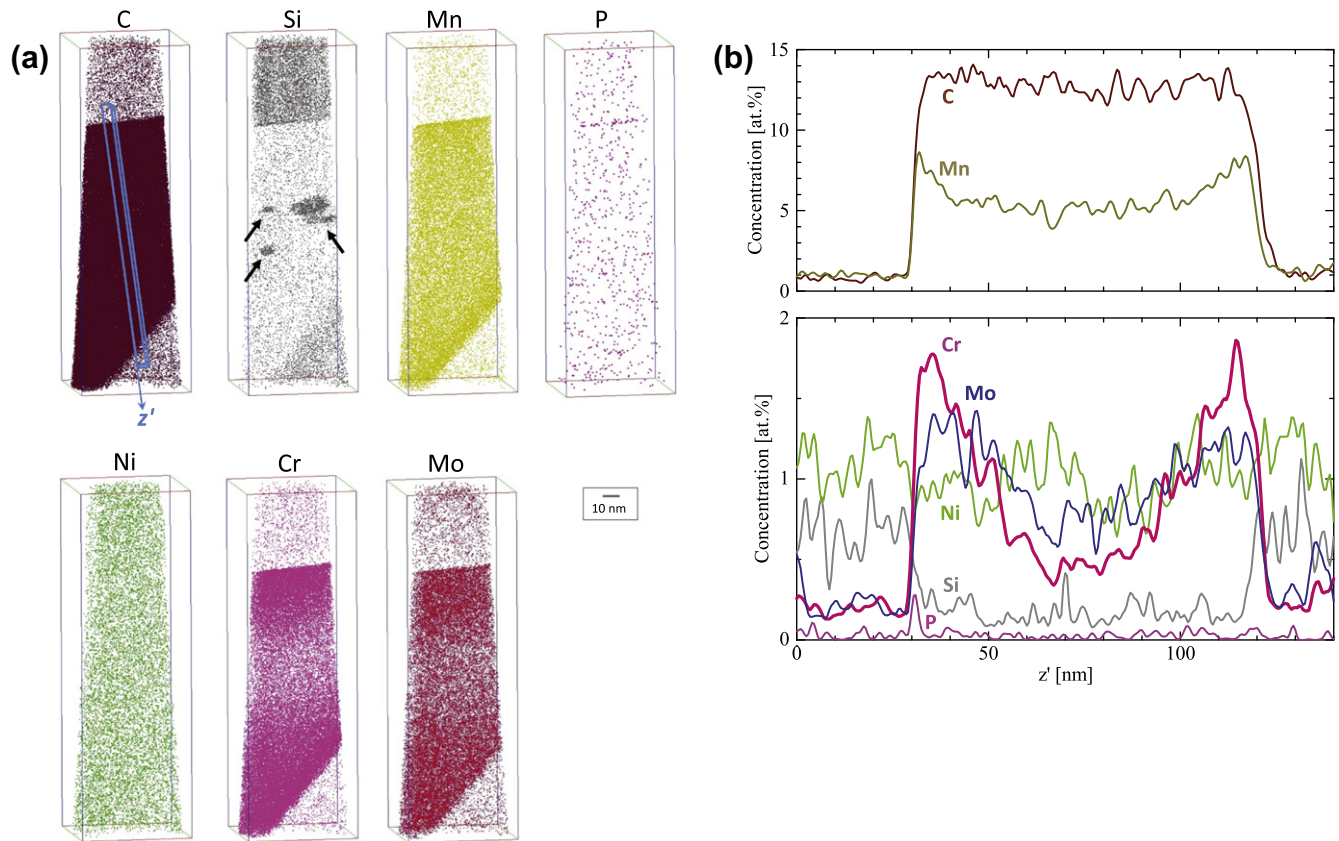 (a)
C Si Mn P
z'
Ni Cr Mo
10 nm
(b)
15
10
5
0
Concentration [at.%]
C
Mn
2
1
0
Concentration [at.%]
Cr
Mo
Ni
Si
P
0 50 100
z' [nm]